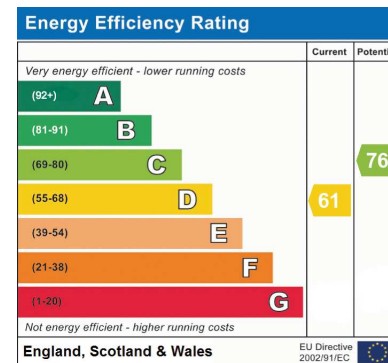 Energy Efficiency Rating
Current Potenti
Very energy efficient - lower running costs
(92+) A
(81-91) B
(69-80) C 76
(55-68) D 61
(39-54) E
(21-38) F
(1-20) G
Not energy efficient - higher running costs
England, Scotland & Wales
EU Directive
2002/91/EC